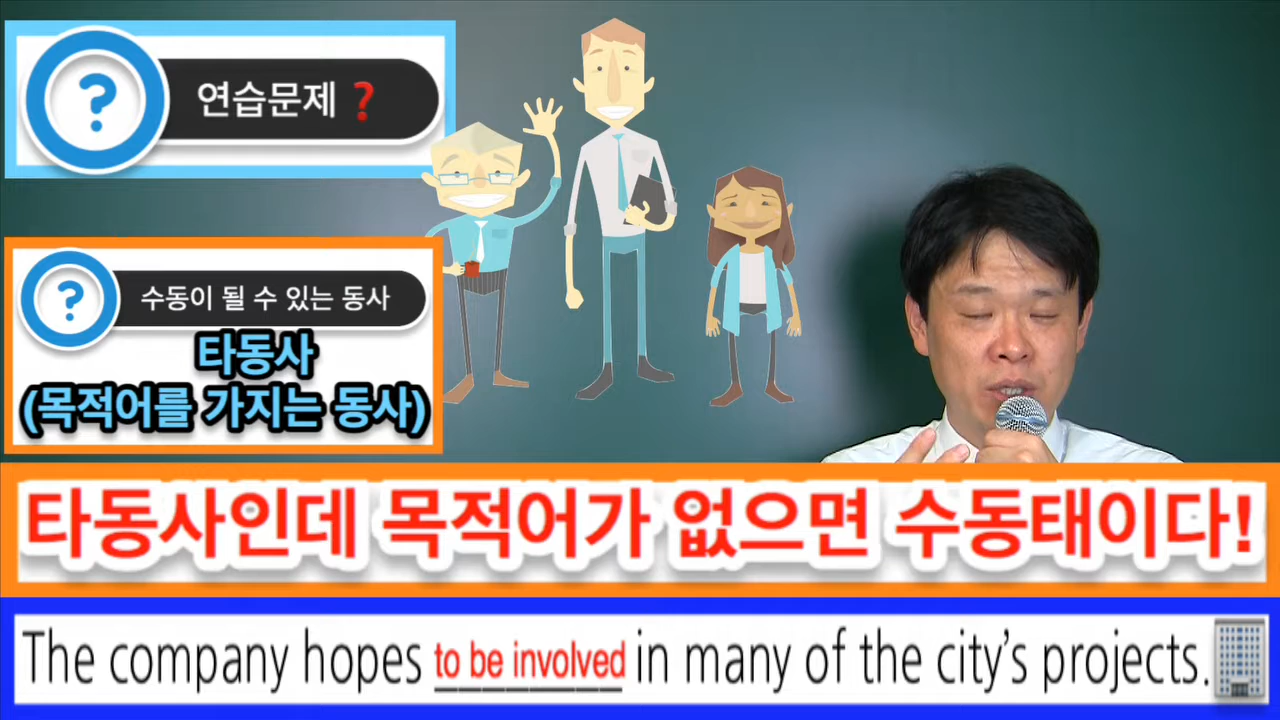 연습문제❓
수동이 될 수 있는 동사
타동사
(목적어를 가지는 동사)
타동사인데 목적어가 없으면 수동태이다!
The company hopes to be involved in many of the city's projects.